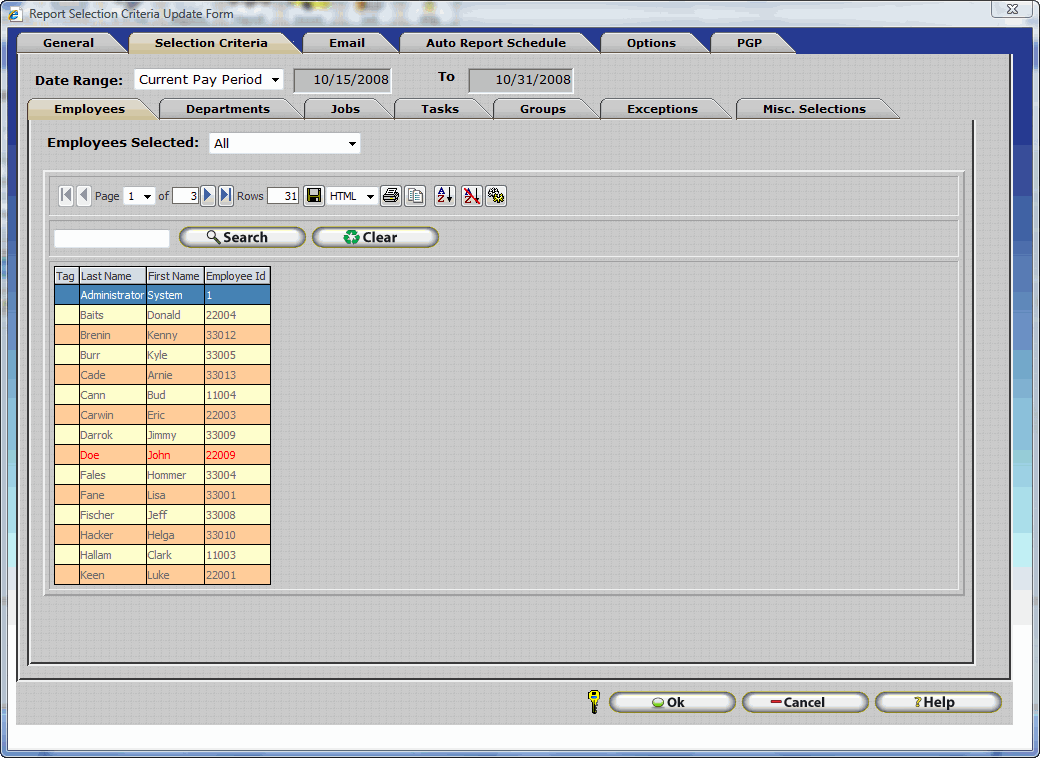 Report Selection Criteria Update Form
General Selection Criteria Email Auto Report Schedule Options PGP
Date Range: Current Pay Period 10/15/2008 To 10/31/2008
Employees Departments Jobs Tasks Groups Exceptions Misc. Selections
Employees Selected: All
Page 1 of 3 Rows 31 HTML
Search Clear
Tag Last Name First Name Employee Id
Administrator System 1
Baits Donald 22004
Brenin Kenny 33012
Burr Kyle 33005
Cade Arnie 33013
Cann Bud 11004
Carwin Eric 22003
Darrok Jimmy 33009
Doe John 22009
Fales Hommer 33004
Fane Lisa 33001
Fischer Jeff 33008
Hacker Helga 33010
Hallam Clark 11003
Keen Luke 22001
Ok Cancel ? Help